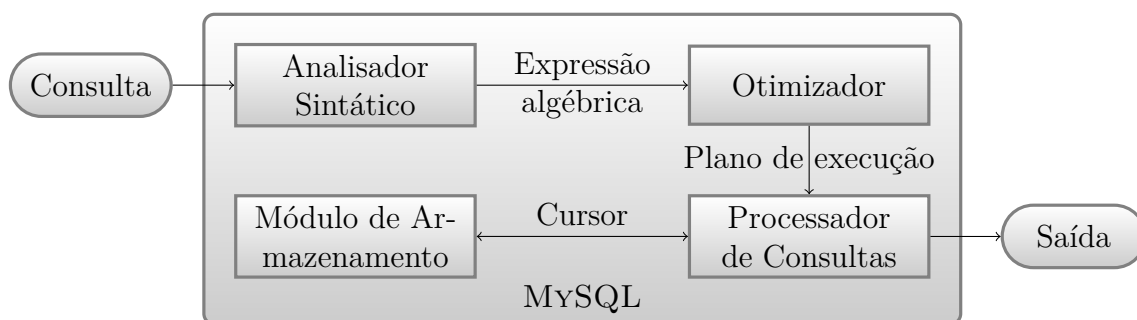 Consulta
Analisador
Sintático
Expressão
algébrica
Otimizador
Plano de execução
Módulo de Ar-
mazenamento
Cursor
Processador
de Consultas
Saída
MYSQL